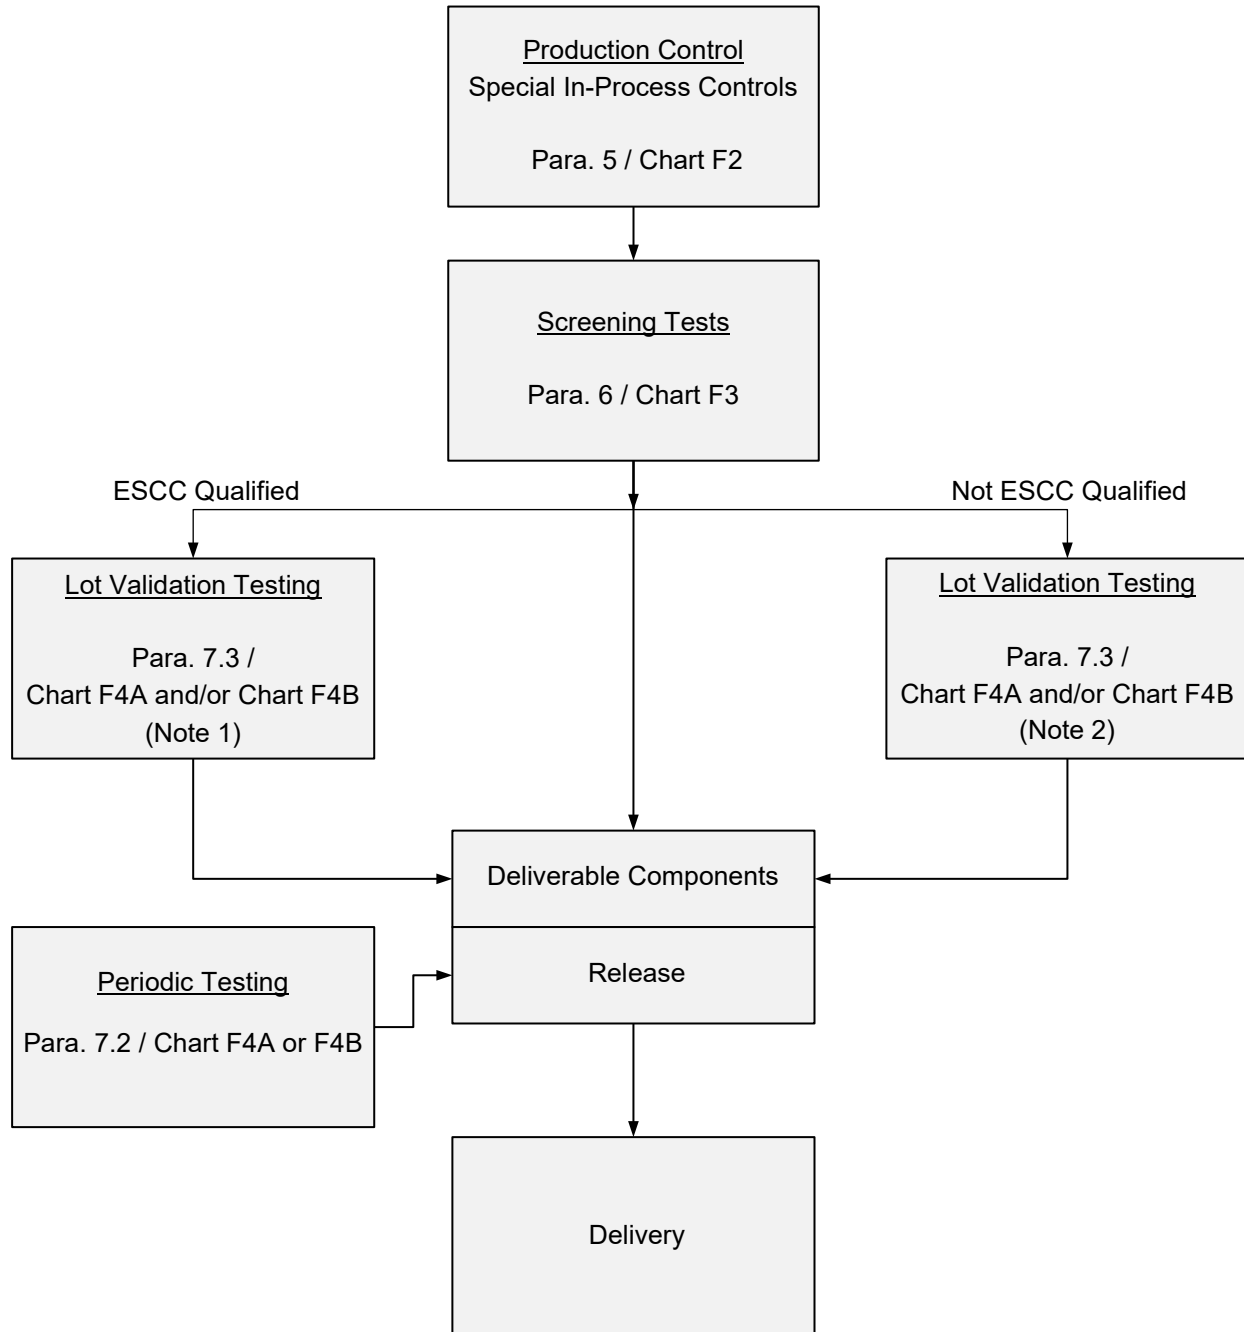 Production Control
Special In-Process Controls
Para. 5 / Chart F2
Screening Tests
Para. 6 / Chart F3
ESCC Qualified
Not ESCC Qualified
Lot Validation Testing
Para. 7.3 /
Chart F4A and/or Chart F4B
(Note 1)
Lot Validation Testing
Para. 7.3 /
Chart F4A and/or Chart F4B
(Note 2)
Deliverable Components
Release
Periodic Testing
Para. 7.2 / Chart F4A or F4B
Delivery